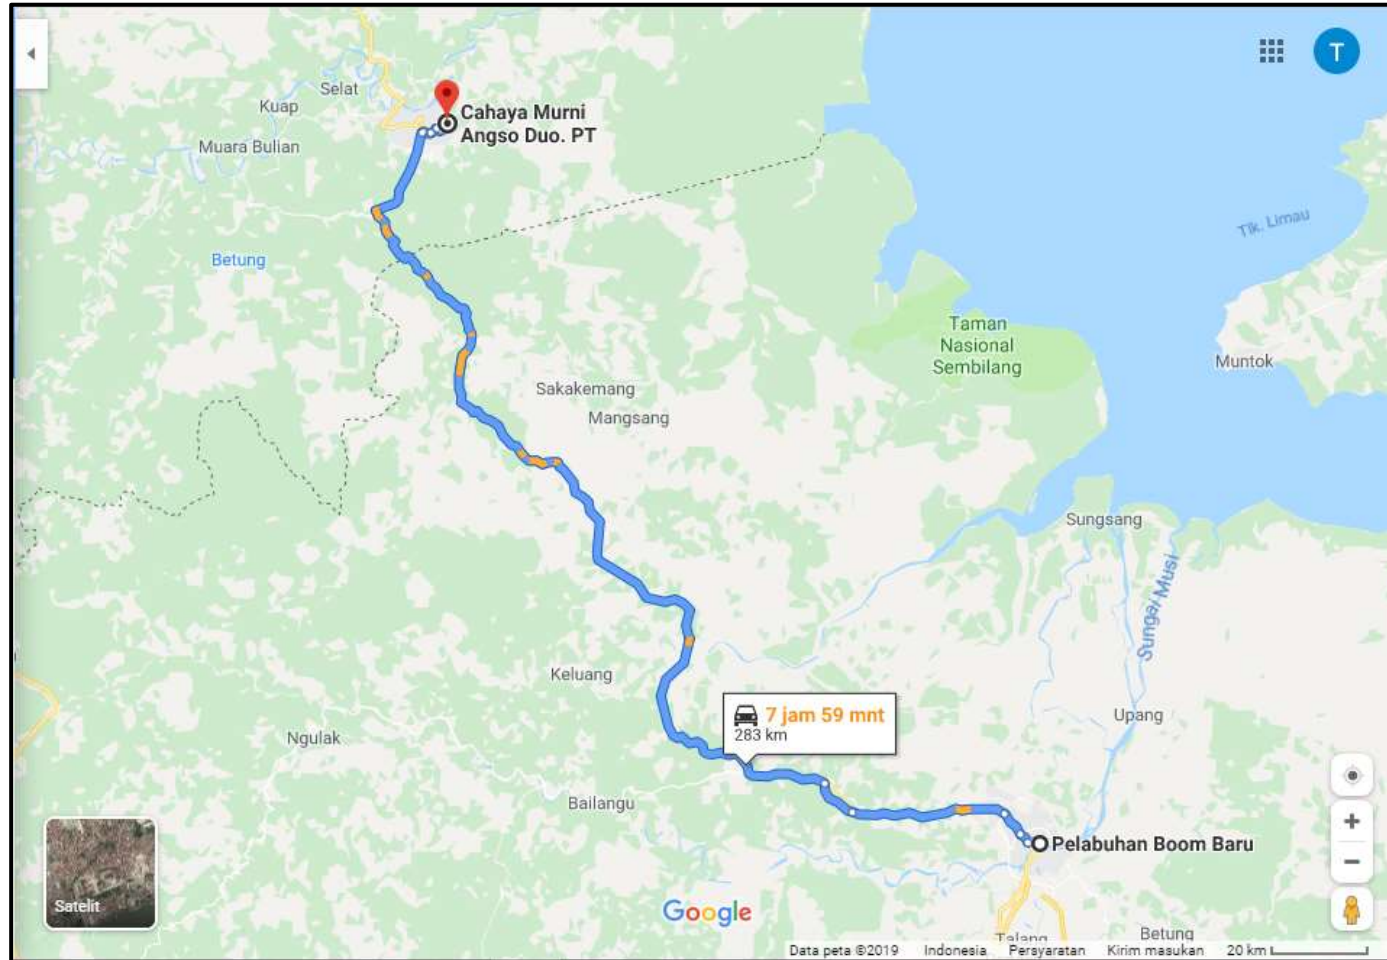 T
Selat
Kuap
Cahaya Murni
Angso Duo. PT
Muara Bulian
Tlk. Limau
Betung
Taman
Nasional
Sembilang
Muntok
Sakakemang
Mangsang
Sungsang
Sungai Musi
Keluang
7 jam 59 mnt
283 km
Upang
Ngulak
Bailangu
Pelabuhan Boom Baru
Satelit
Google
Talang
Betung
Data peta ©2019 Indonesia Persyaratan Kirim masukan 20 km